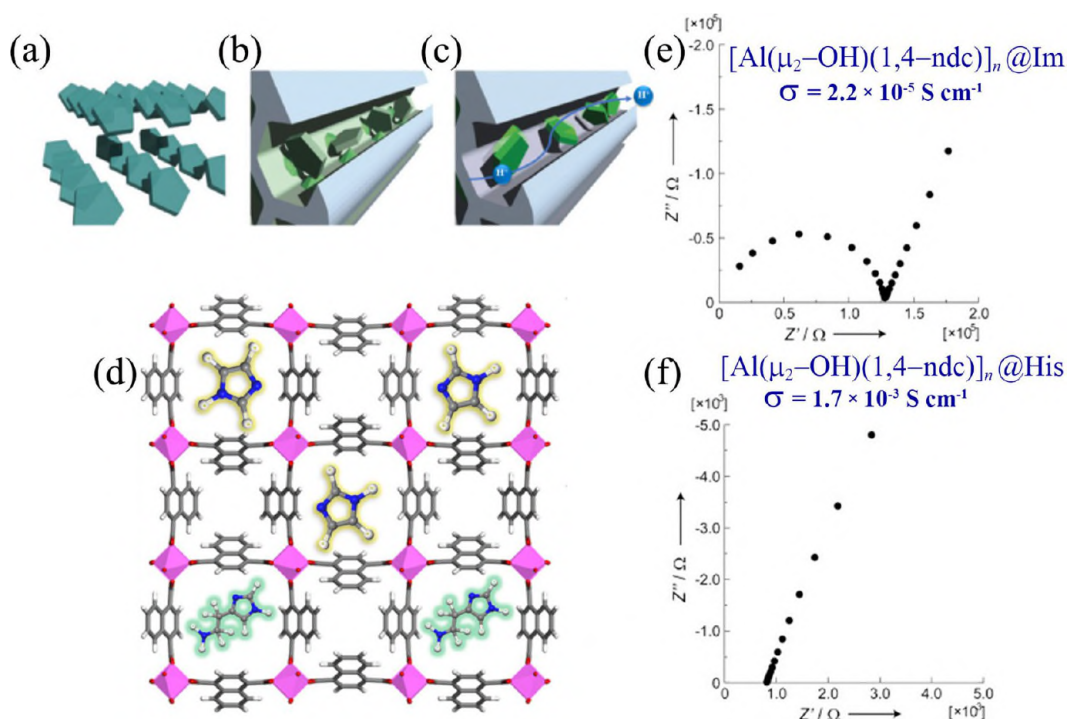 (a)
(b)
(c)
H⁺
H⁺
(d)
(e)
[×10⁵]
[Al(μ₂–OH)(1,4–ndc)]ₙ@Im
σ = 2.2 × 10⁻⁵ S cm⁻¹
-2.0
-1.5
-1.0
-0.5
0
Z''/ Ω
0
0.5
1.0
1.5
2.0
Z'/ Ω
[×10⁵]
(f)
[Al(μ₂–OH)(1,4–ndc)]ₙ@His
σ = 1.7 × 10⁻³ S cm⁻¹
[×10³]
-5.0
-4.0
-3.0
-2.0
-1.0
0
Z''/ Ω
0
1.0
2.0
3.0
4.0
5.0
Z'/ Ω
[×10³]